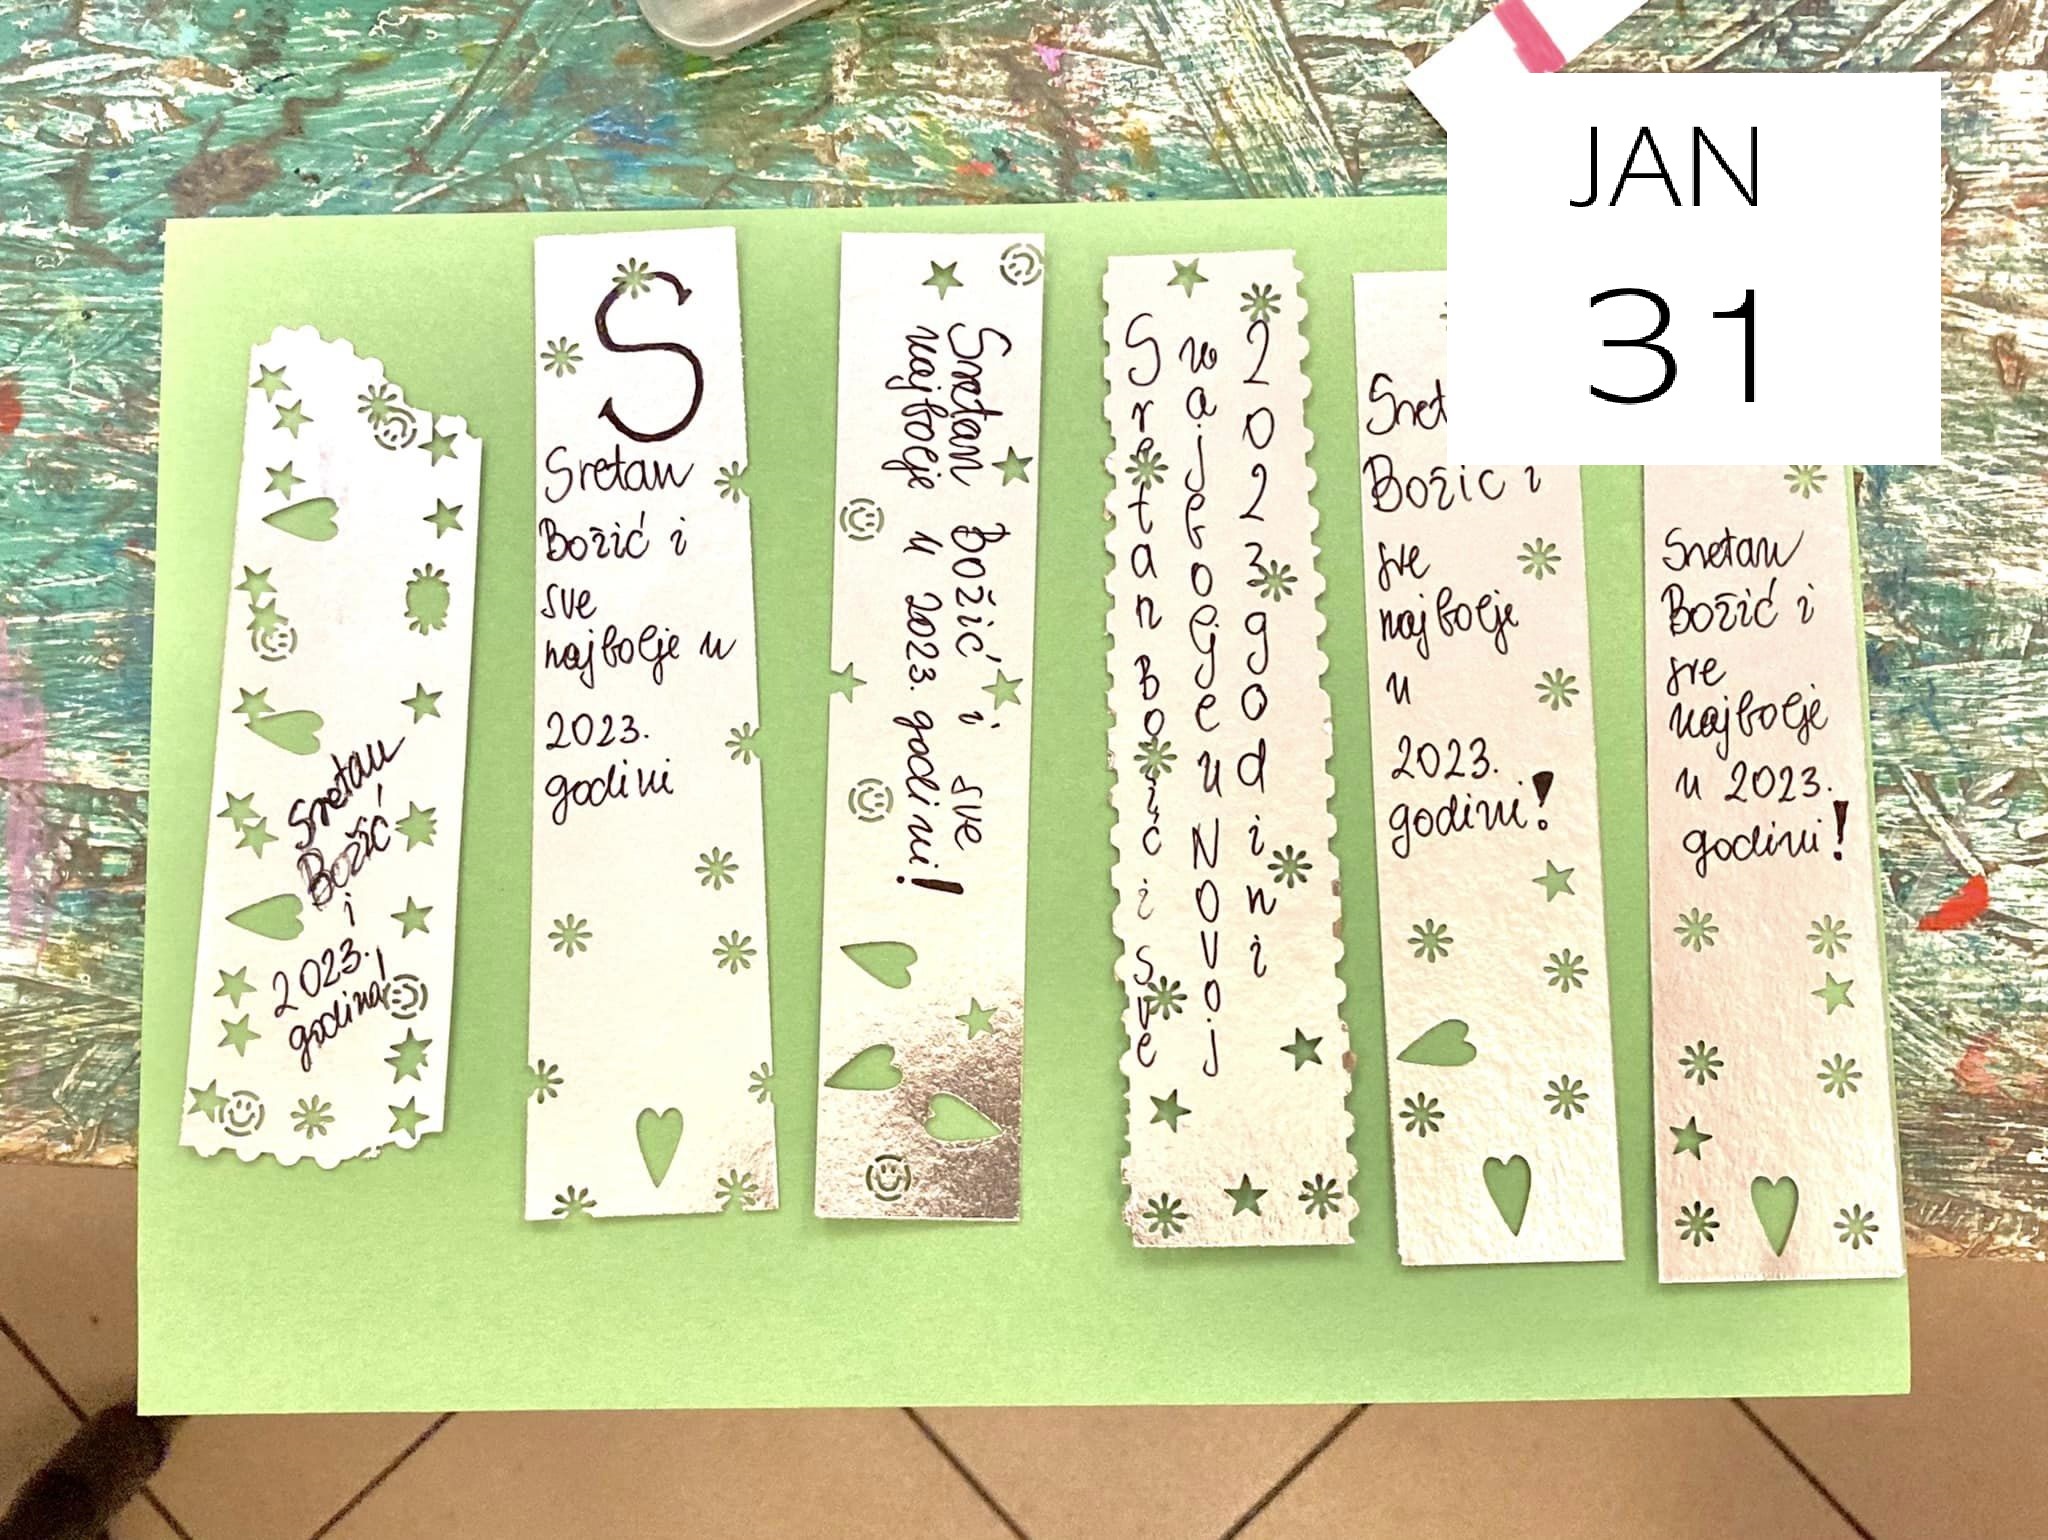 JAN
31
Sretan
Božić
i
2023.
godina!
S
Sretan
Božić i
sve
najbolje u
2023.
godini
Sretan Božić i sve
najbolje u 2023. godini!
Sretan Božić i sve
najbolje u Novoj
2023 godini
Božić i
sve
najbolje
u
2023.
godini!
Sretan
Božić i
sve
najbolje
u 2023.
godini!